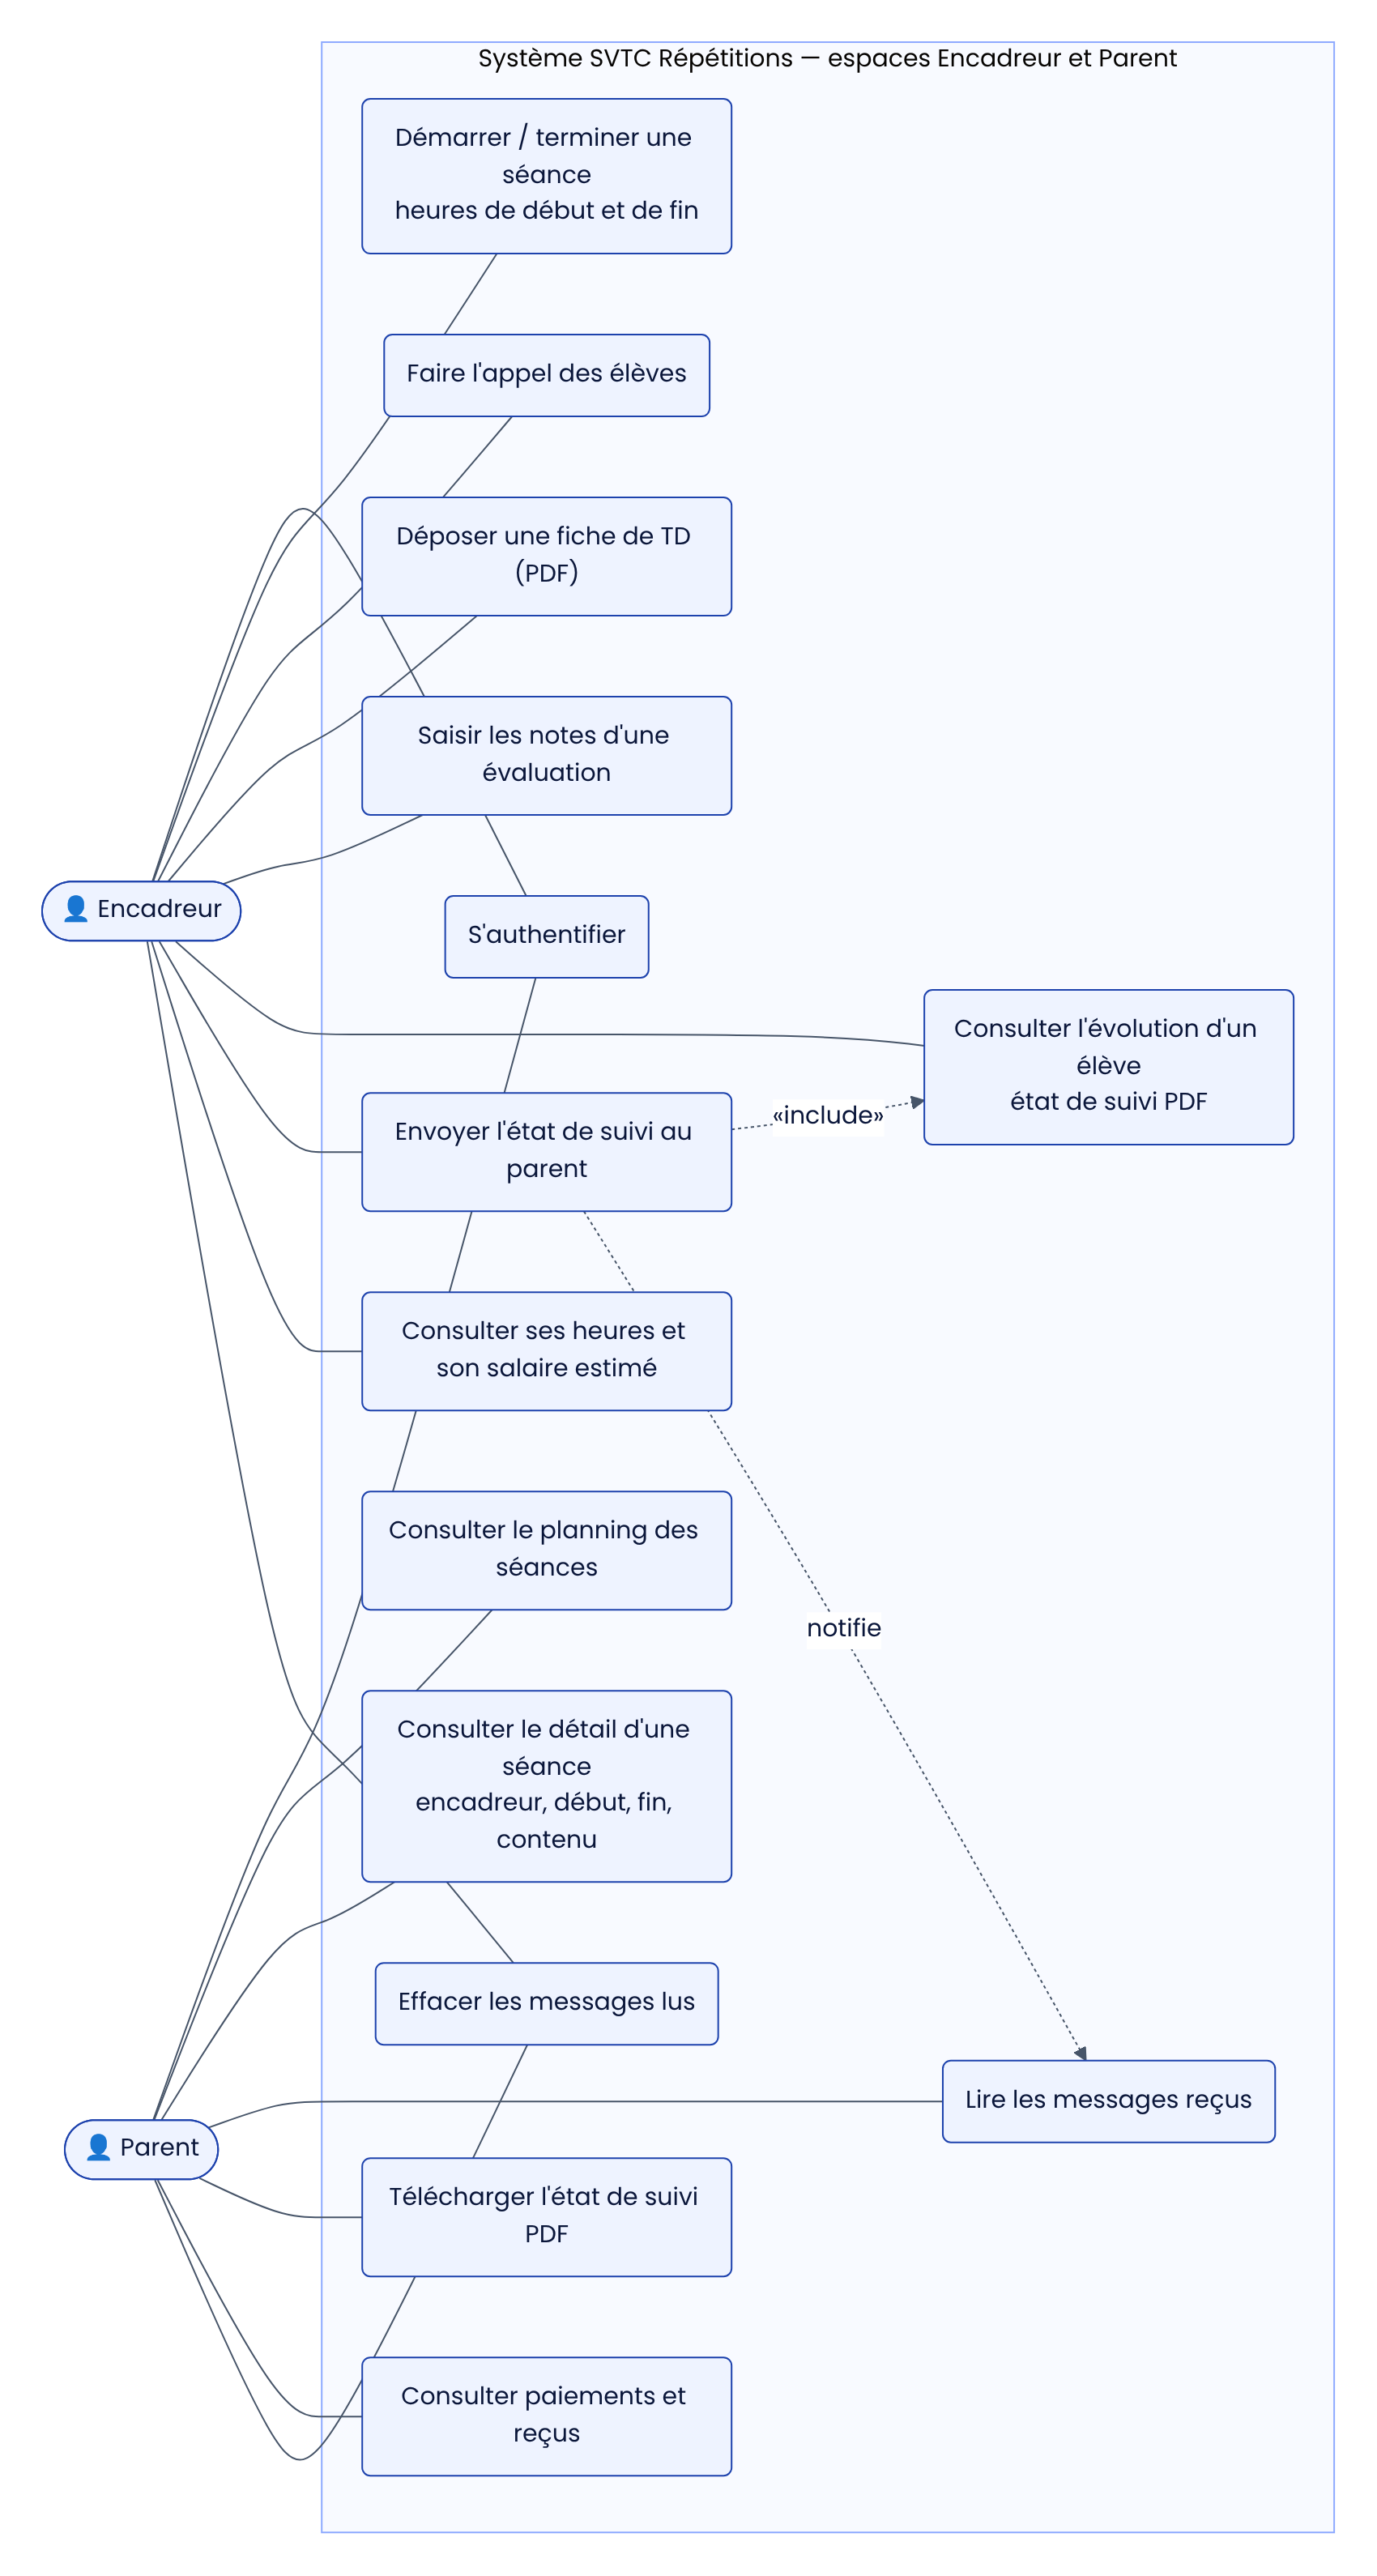 Système SVTC Répétitions — espaces Encadreur et Parent
Démarrer / terminer une
séance
heures de début et de fin
Faire l'appel des élèves
Déposer une fiche de TD
(PDF)
Saisir les notes d'une
évaluation
👤 Encadreur
S'authentifier
Consulter l'évolution d'un
élève
état de suivi PDF
«include»
Envoyer l'état de suivi au
parent
Consulter ses heures et
son salaire estimé
Consulter le planning des
séances
notifie
Consulter le détail d'une
séance
encadreur, début, fin,
contenu
Effacer les messages lus
Lire les messages reçus
👤 Parent
Télécharger l'état de suivi
PDF
Consulter paiements et
reçus